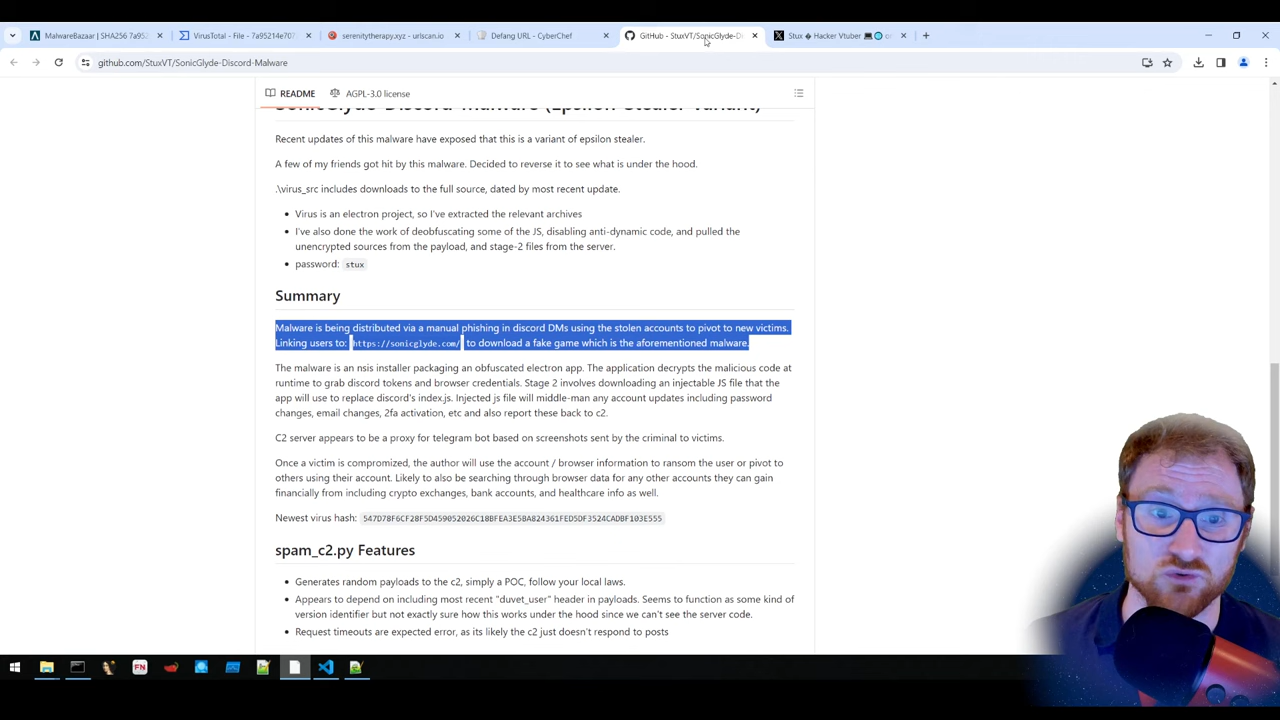 MalwareBazaar | SHA256 7a952
VirusTotal - File - 7a95214e707
serenitytherapy.xyz - urlscan.io
Defang URL - CyberChef
GitHub - StuxVT/SonicGlyde-Di
Stux � Hacker Vtuber
github.com/StuxVT/SonicGlyde-Discord-Malware
README
AGPL-3.0 license
SonicGlyde-Discord-Malware (Epsilon Stealer Variant)
Recent updates of this malware have exposed that this is a variant of epsilon stealer.
A few of my friends got hit by this malware. Decided to reverse it to see what is under the hood.
.\virus_src includes downloads to the full source, dated by most recent update.
• Virus is an electron project, so I've extracted the relevant archives
• I've also done the work of deobfuscating some of the JS, disabling anti-dynamic code, and pulled the
unencrypted sources from the payload, and stage-2 files from the server.
• password: stux
Summary
Malware is being distributed via a manual phishing in discord DMs using the stolen accounts to pivot to new victims.
Linking users to: https://sonicglyde.com/ to download a fake game which is the aforementioned malware.
The malware is an nsis installer packaging an obfuscated electron app. The application decrypts the malicious code at
runtime to grab discord tokens and browser credentials. Stage 2 involves downloading an injectable JS file that the
app will use to replace discord's index.js. Injected js file will middle-man any account updates including password
changes, email changes, 2fa activation, etc and also report these back to c2.
C2 server appears to be a proxy for telegram bot based on screenshots sent by the criminal to victims.
Once a victim is compromized, the author will use the account / browser information to ransom the user or pivot to
others using their account. Likely to also be searching through browser data for any other accounts they can gain
financially from including crypto exchanges, bank accounts, and healthcare info as well.
Newest virus hash: 547D78F6CF28F5D459052026C18BFEA3E5BA824361FED5DF3524CADBF103E555
spam_c2.py Features
• Generates random payloads to the c2, simply a POC, follow your local laws.
• Appears to depend on including most recent "duvet_user" header in payloads. Seems to function as some kind of
version identifier but not exactly sure how this works under the hood since we can't see the server code.
• Request timeouts are expected error, as its likely the c2 just doesn't respond to posts
FN